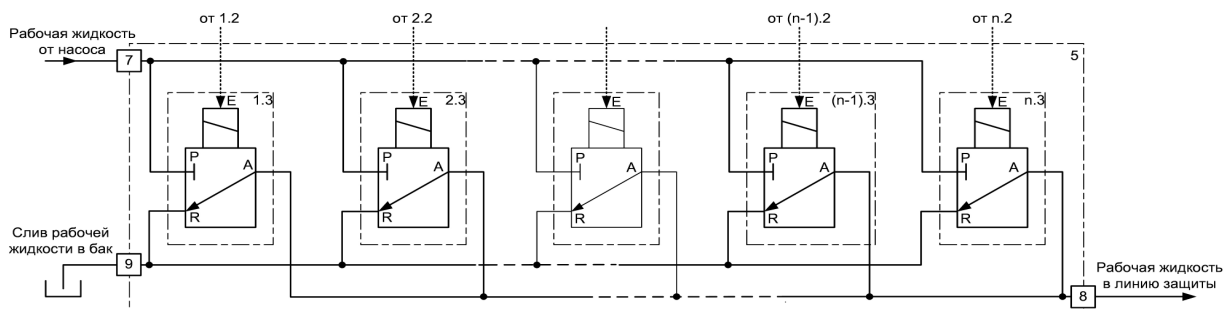 от 1.2
от 2.2
от (n-1).2
от n.2
Рабочая жидкость
от насоса
7
5
E
1.3
E
2.3
E
E
(n-1).3
E
n.3
P
A
R
P
A
R
P
A
R
P
A
R
P
A
R
Слив рабочей
жидкости в бак
9
8
Рабочая жидкость
в линию защиты